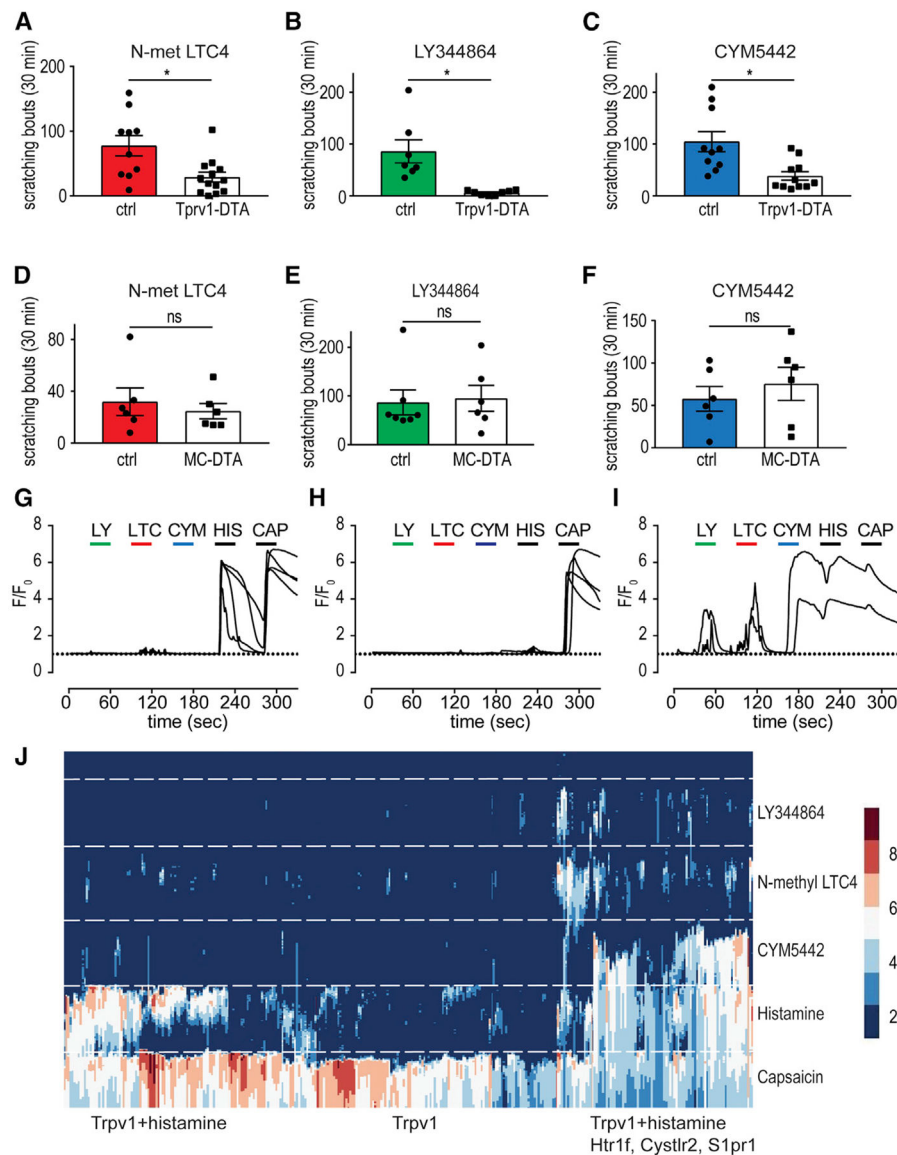 A
N-met LTC4
scratching bouts (30 min)
200
100
0
*
ctrl
Tprv1-DTA
B
LY344864
scratching bouts (30 min)
200
100
0
*
ctrl
Trpv1-DTA
C
CYM5442
scratching bouts (30 min)
200
100
0
*
ctrl
Trpv1-DTA
D
N-met LTC4
scratching bouts (30 min)
80
40
0
ns
ctrl
MC-DTA
E
LY344864
scratching bouts (30 min)
200
100
0
ns
ctrl
MC-DTA
F
CYM5442
scratching bouts (30 min)
150
100
50
0
ns
ctrl
MC-DTA
G
LY LTC CYM HIS CAP
F/F0
8
6
4
2
0
0 60 120 180 240 300
time (sec)
H
LY LTC CYM HIS CAP
F/F0
8
6
4
2
0
0 60 120 180 240 300
time (sec)
I
LY LTC CYM HIS CAP
F/F0
8
6
4
2
0
0 60 120 180 240 300
time (sec)
J
LY344864
N-methyl LTC4
CYM5442
Histamine
Capsaicin
8
6
4
2
Trpv1+histamine
Trpv1
Trpv1+histamine
Htr1f, Cystlr2, S1pr1